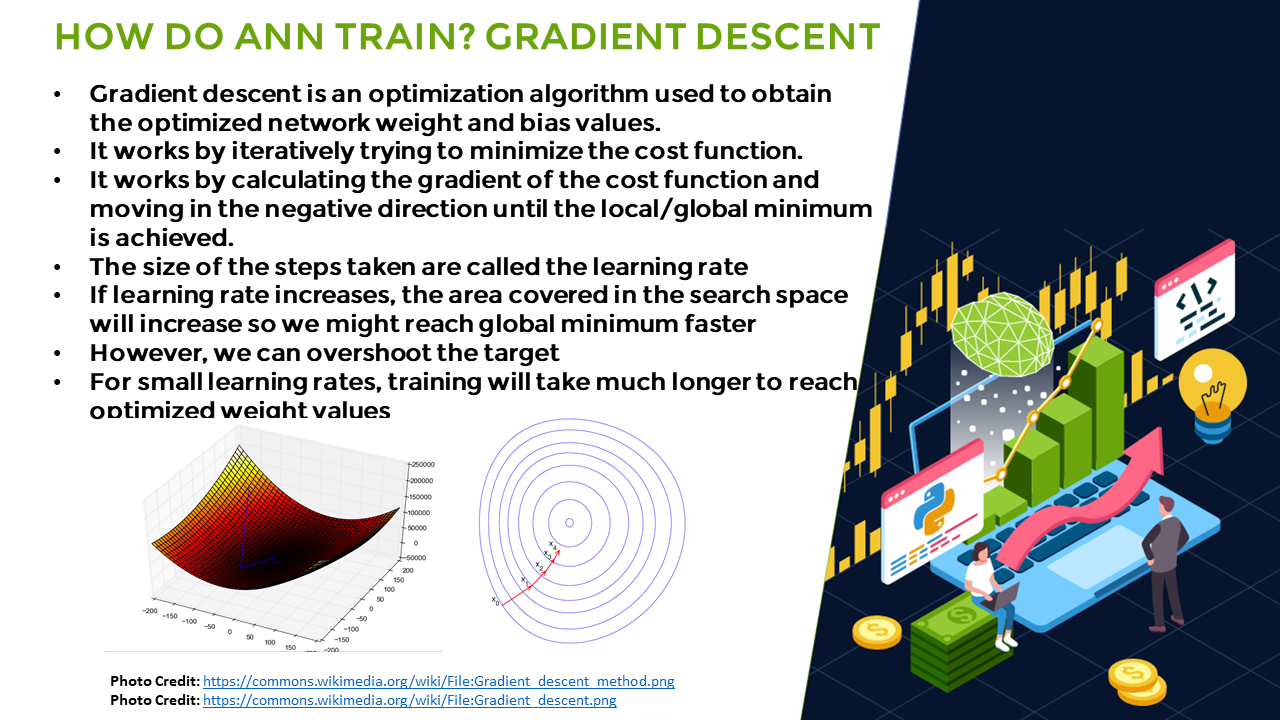 HOW DO ANN TRAIN? GRADIENT DESCENT
• Gradient descent is an optimization algorithm used to obtain
the optimized network weight and bias values.
• It works by iteratively trying to minimize the cost function.
• It works by calculating the gradient of the cost function and
moving in the negative direction until the local/global minimum
is achieved.
• The size of the steps taken are called the learning rate
• If learning rate increases, the area covered in the search space
will increase so we might reach global minimum faster
• However, we can overshoot the target
• For small learning rates, training will take much longer to reach
optimized weight values
250000
200000
150000
100000
50000
0
-50000
200
150
100
50
0
-50
-100
-150
-200
-200
-150
-100
-50
0
50
100
150
x4
x3
x2
x1
x0
</>
$
$
$
Photo Credit: https://commons.wikimedia.org/wiki/File:Gradient_descent_method.png
Photo Credit: https://commons.wikimedia.org/wiki/File:Gradient_descent.png